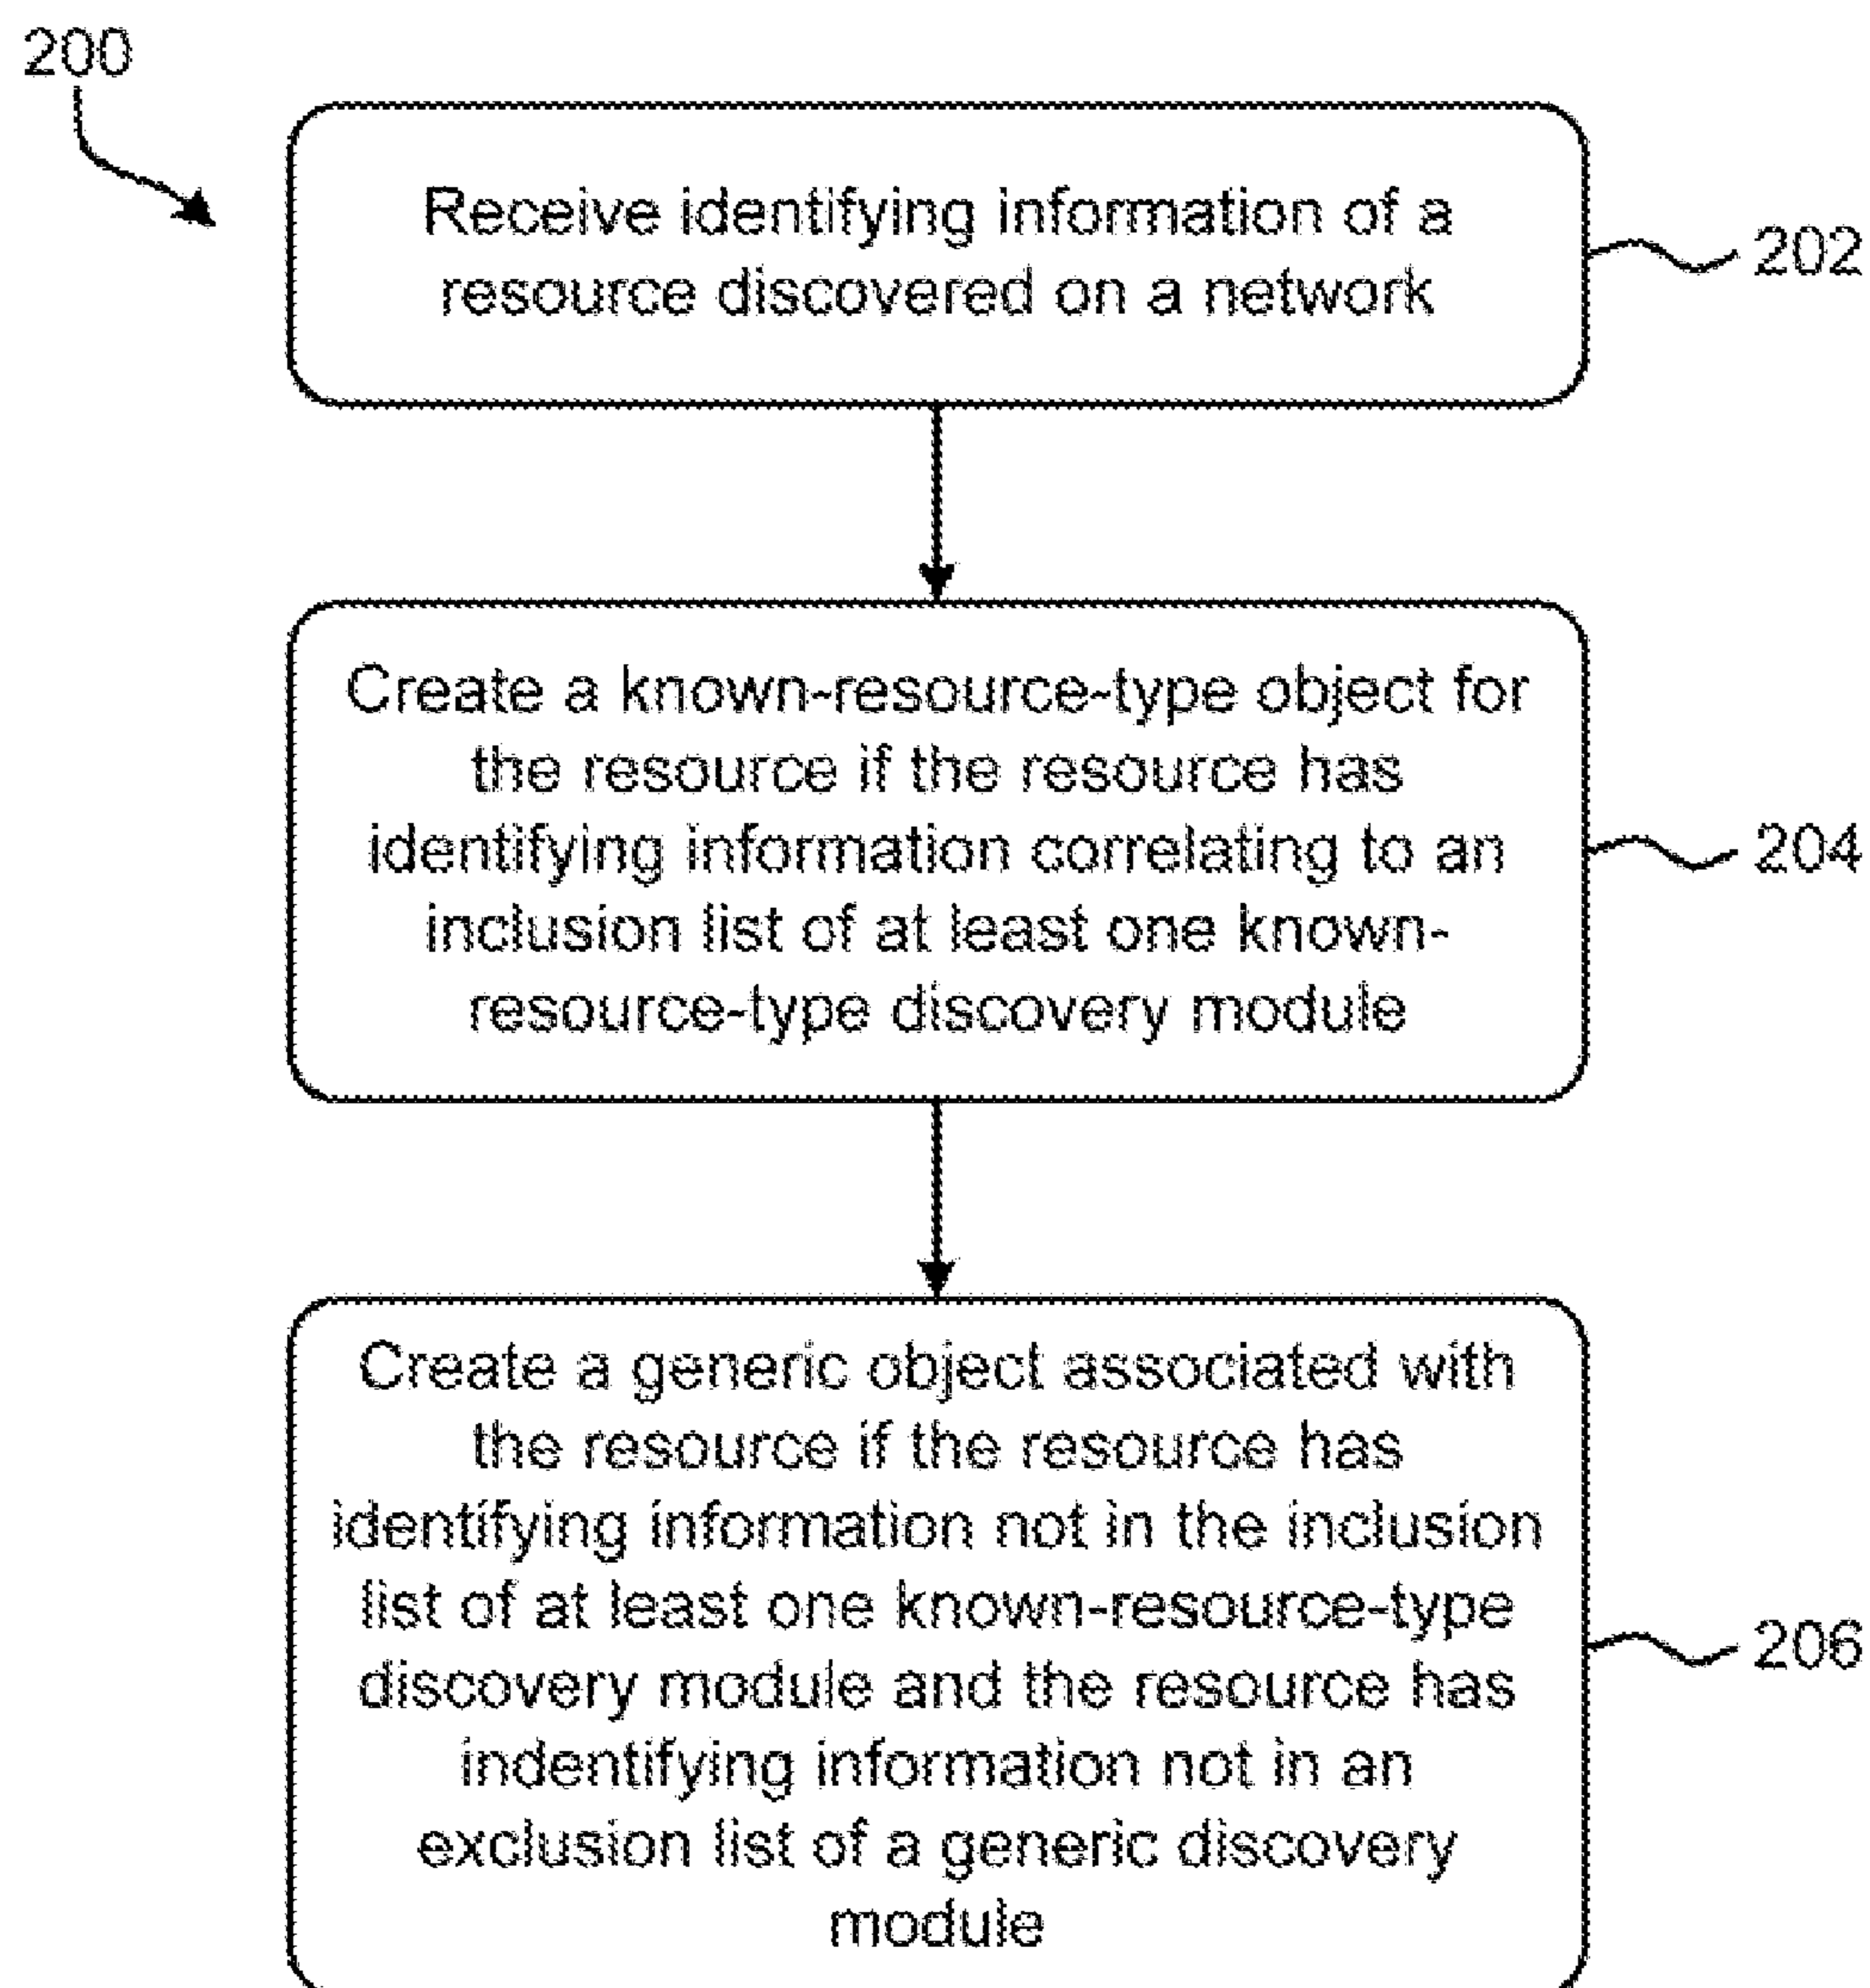 200
Receive identifying information of a
resource discovered on a network
202
Create a known-resource-type object for
the resource if the resource has
identifying information correlating to an
inclusion list of at least one known-
resource-type discovery module
204
Create a generic object associated with
the resource if the resource has
identifying information not in the inclusion
list of at least one known-resource-type
discovery module and the resource has
indentifying information not in an
exclusion list of a generic discovery
module
206